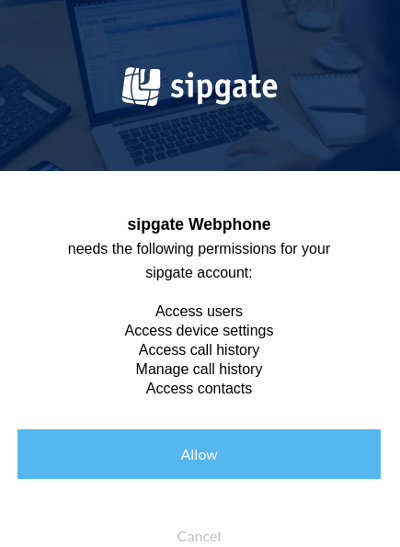 sipgate
sipgate Webphone
needs the following permissions for your
sipgate account:
Access users
Access device settings
Access call history
Manage call history
Access contacts
Allow
Cancel